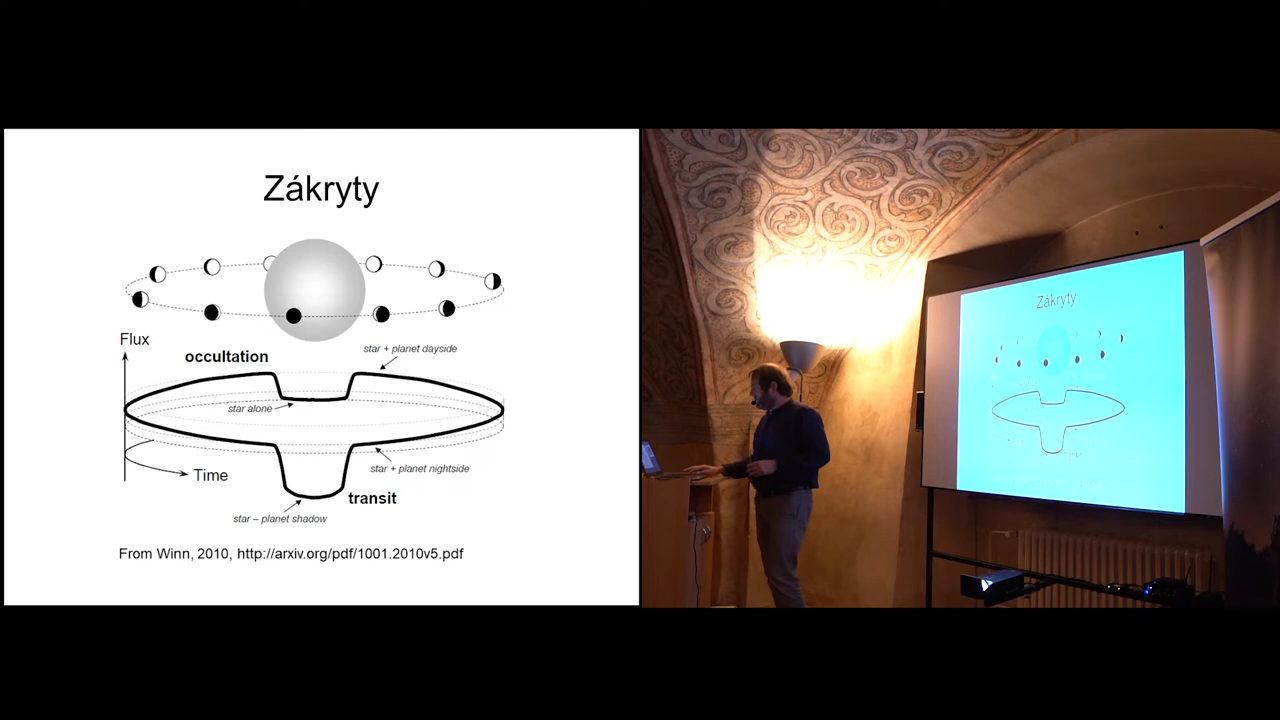 Zákryty
Flux
occultation
star + planet dayside
star alone
star + planet nightside
Time
transit
star – planet shadow
From Winn, 2010, http://arxiv.org/pdf/1001.2010v5.pdf
Zákryty